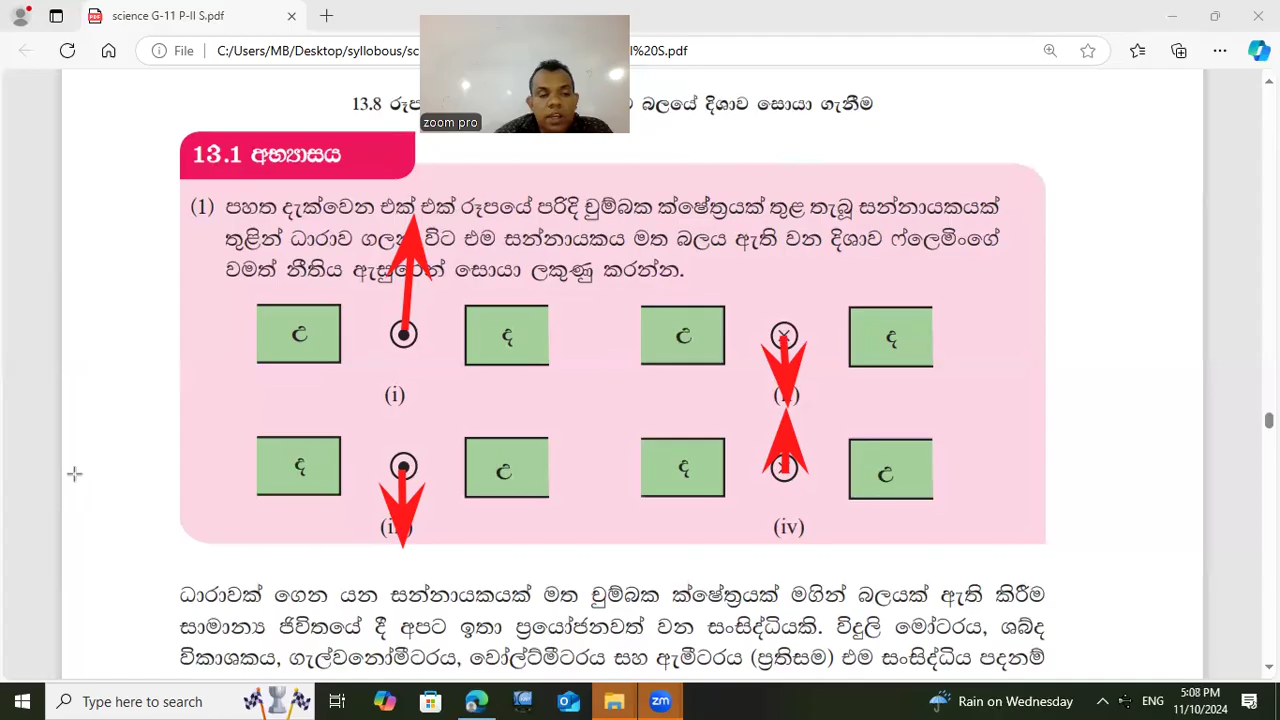 science G-11 P-II S.pdf
File C:/Users/MB/Desktop/syllobous/sc l%20S.pdf
zoom pro
13.8 රූප බලයේ දිශාව සොයා ගැනීම
13.1 අභ්‍යාසය
(1) පහත දැක්වෙන එක් එක් රූපයේ පරිදි චුම්බක ක්ෂේත්‍රයක් තුළ තැබූ සන්නායකයක්
තුළින් ධාරාව ගලන විට එම සන්නායකය මත බලය ඇති වන දිශාව ෆ්ලෙමිංගේ
වමත් නීතිය ඇසුරෙන් සොයා ලකුණු කරන්න.
උ ද උ ද
(i)
ද උ ද උ
(iv)
ධාරාවක් ගෙන යන සන්නායකයක් මත චුම්බක ක්ෂේත්‍රයක් මගින් බලයක් ඇති කිරීම
සාමාන්‍ය ජීවිතයේ දී අපට ඉතා ප්‍රයෝජනවත් වන සංසිද්ධියකි. විදුලි මෝටරය, ශබ්ද
විකාශකය, ගැල්වනෝමීටරය, වෝල්ට්මීටරය සහ ඇමීටරය (ප්‍රතිසම) එම සංසිද්ධිය පදනම්
Type here to search
Rain on Wednesday
ENG
5:08 PM
11/10/2024